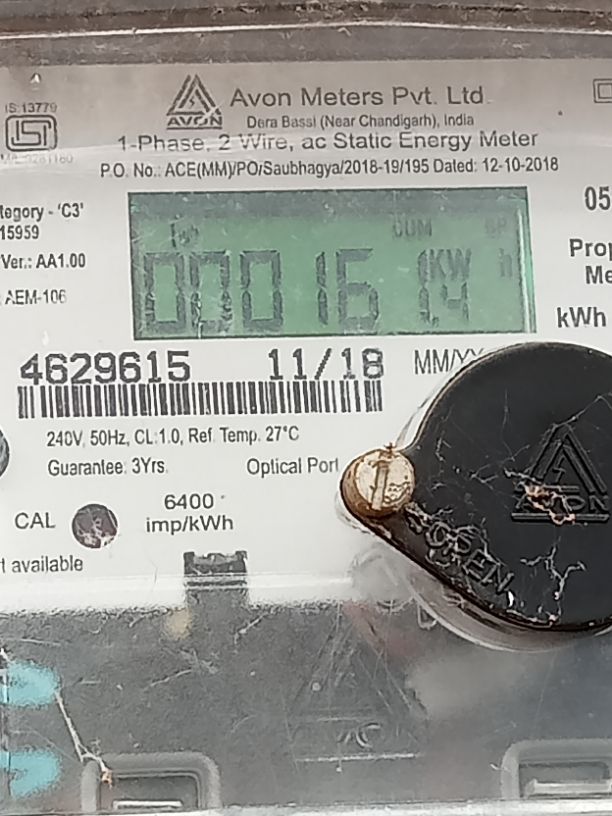 IS:13779
AVON
Avon Meters Pvt. Ltd
Dera Bassi (Near Chandigarh), India
1-Phase, 2 Wire, ac Static Energy Meter
P.O. No.: ACE(MM)/PO/Saubhagya/2018-19/195 Dated: 12-10-2018
tegory - 'C3'
15959
Ver.: AA1.00
AEM-106
CUM
KW h
05
Prop
Me
kWh
4629615 11/18 MM/YY
240V, 50Hz, CL:1.0, Ref. Temp. 27°C
Guarantee: 3Yrs. Optical Port
CAL
6400
imp/kWh
t available
AVON
OPEN